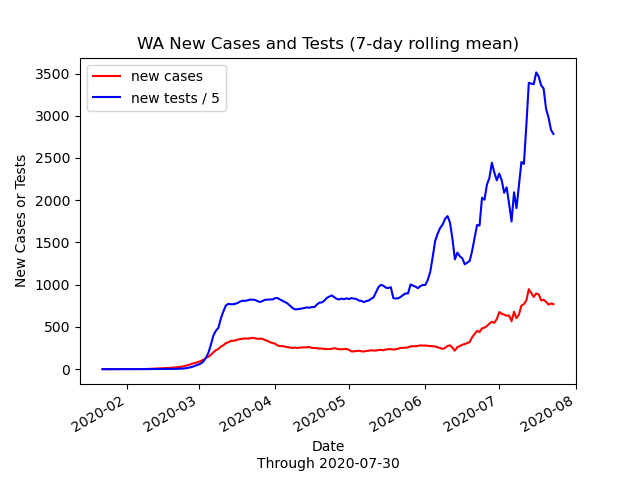 WA New Cases and Tests (7-day rolling mean)
new cases
new tests / 5
New Cases or Tests
3500
3000
2500
2000
1500
1000
500
0
2020-02
2020-03
2020-04
2020-05
2020-06
2020-07
2020-08
Date
Through 2020-07-30